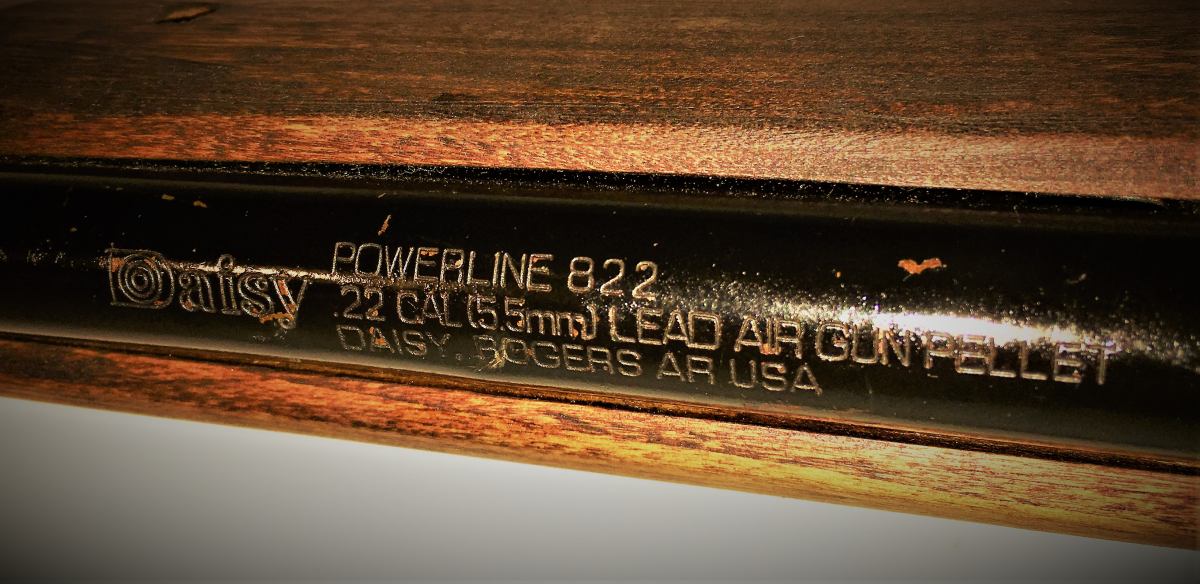 Daisy
POWERLINE 822
.22 CAL (5.5mm) LEAD AIR GUN PELLET
DAISY. ROGERS AR USA